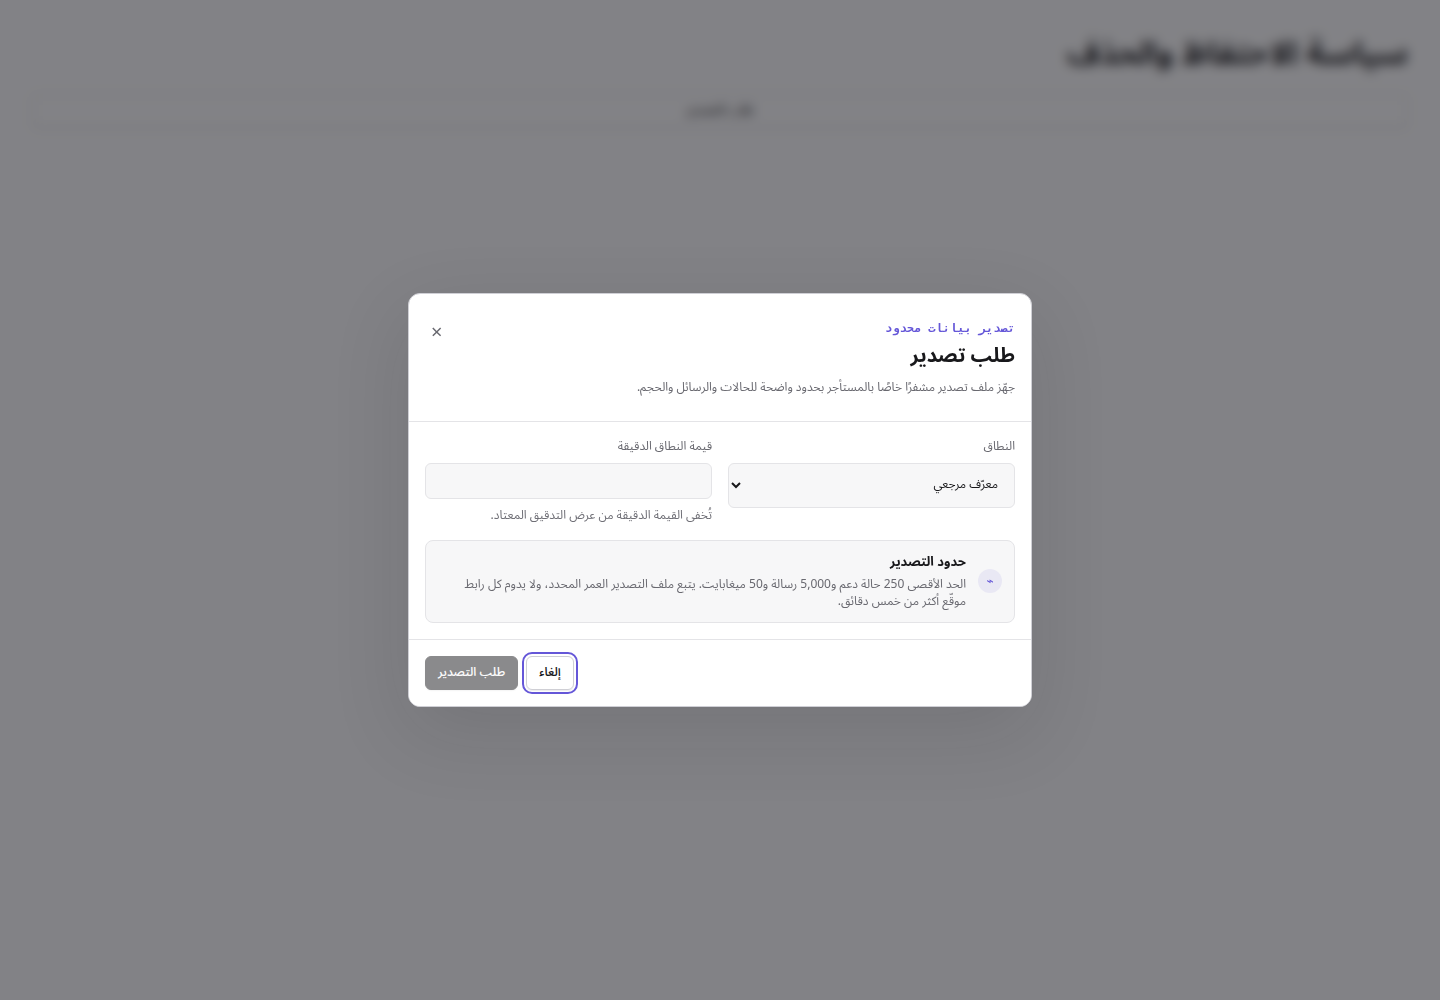 سياسة الاحتفاظ والحذف
طلب تصدير
تصدير بيانات محدود
طلب تصدير
جهّز ملف تصدير مشفرًا خاصًا بالمستأجر بحدود واضحة للحالات والرسائل والحجم.
النطاق
معرّف مرجعي
قيمة النطاق الدقيقة
تُخفى القيمة الدقيقة من عرض التدقيق المعتاد.
حدود التصدير
الحد الأقصى 250 حالة دعم و5,000 رسالة و50 ميغابايت. يتبع ملف التصدير العمر المحدد، ولا يدوم كل رابط
موقّع أكثر من خمس دقائق.
إلغاء
طلب التصدير